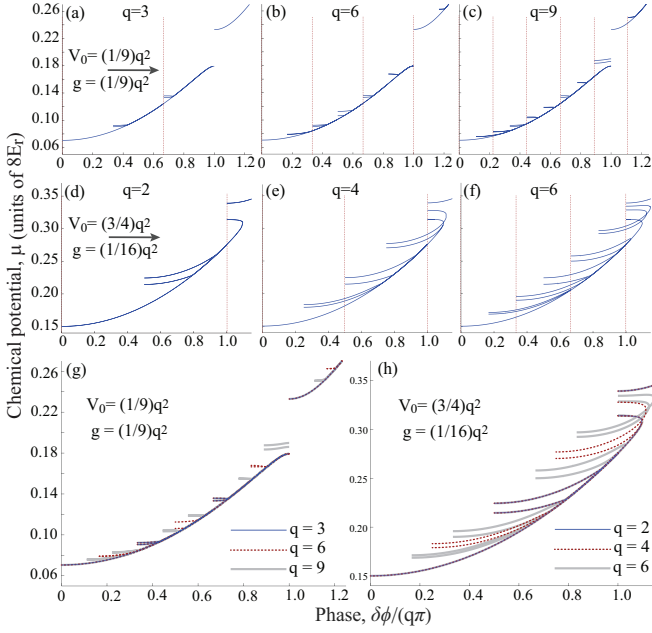 (a) q=3 (b) q=6 (c) q=9
V₀= (1/9)q²
g = (1/9)q²
0.26
0.22
0.18
0.14
0.10
0.06
0 0.2 0.4 0.6 0.8 1.0 1.2 0 0.2 0.4 0.6 0.8 1.0 0 0.2 0.4 0.6 0.8 1.0 1.2
(d) q=2 (e) q=4 (f) q=6
V₀= (3/4)q²
g = (1/16)q²
0.35
0.30
0.25
0.20
0.15
0 0.2 0.4 0.6 0.8 1.0 0 0.2 0.4 0.6 0.8 1.0 0 0.2 0.4 0.6 0.8 1.0
Chemical potential, μ (units of 8Eᵣ)
(g)
V₀= (1/9)q²
g = (1/9)q²
0.26
0.22
0.18
0.14
0.10
0.06
q = 3
q = 6
q = 9
0 0.2 0.4 0.6 0.8 1.0 1.2
(h)
V₀= (3/4)q²
g = (1/16)q²
0.35
0.30
0.25
0.20
0.15
q = 2
q = 4
q = 6
0 0.2 0.4 0.6 0.8 1.0
Phase, δϕ/(qπ)